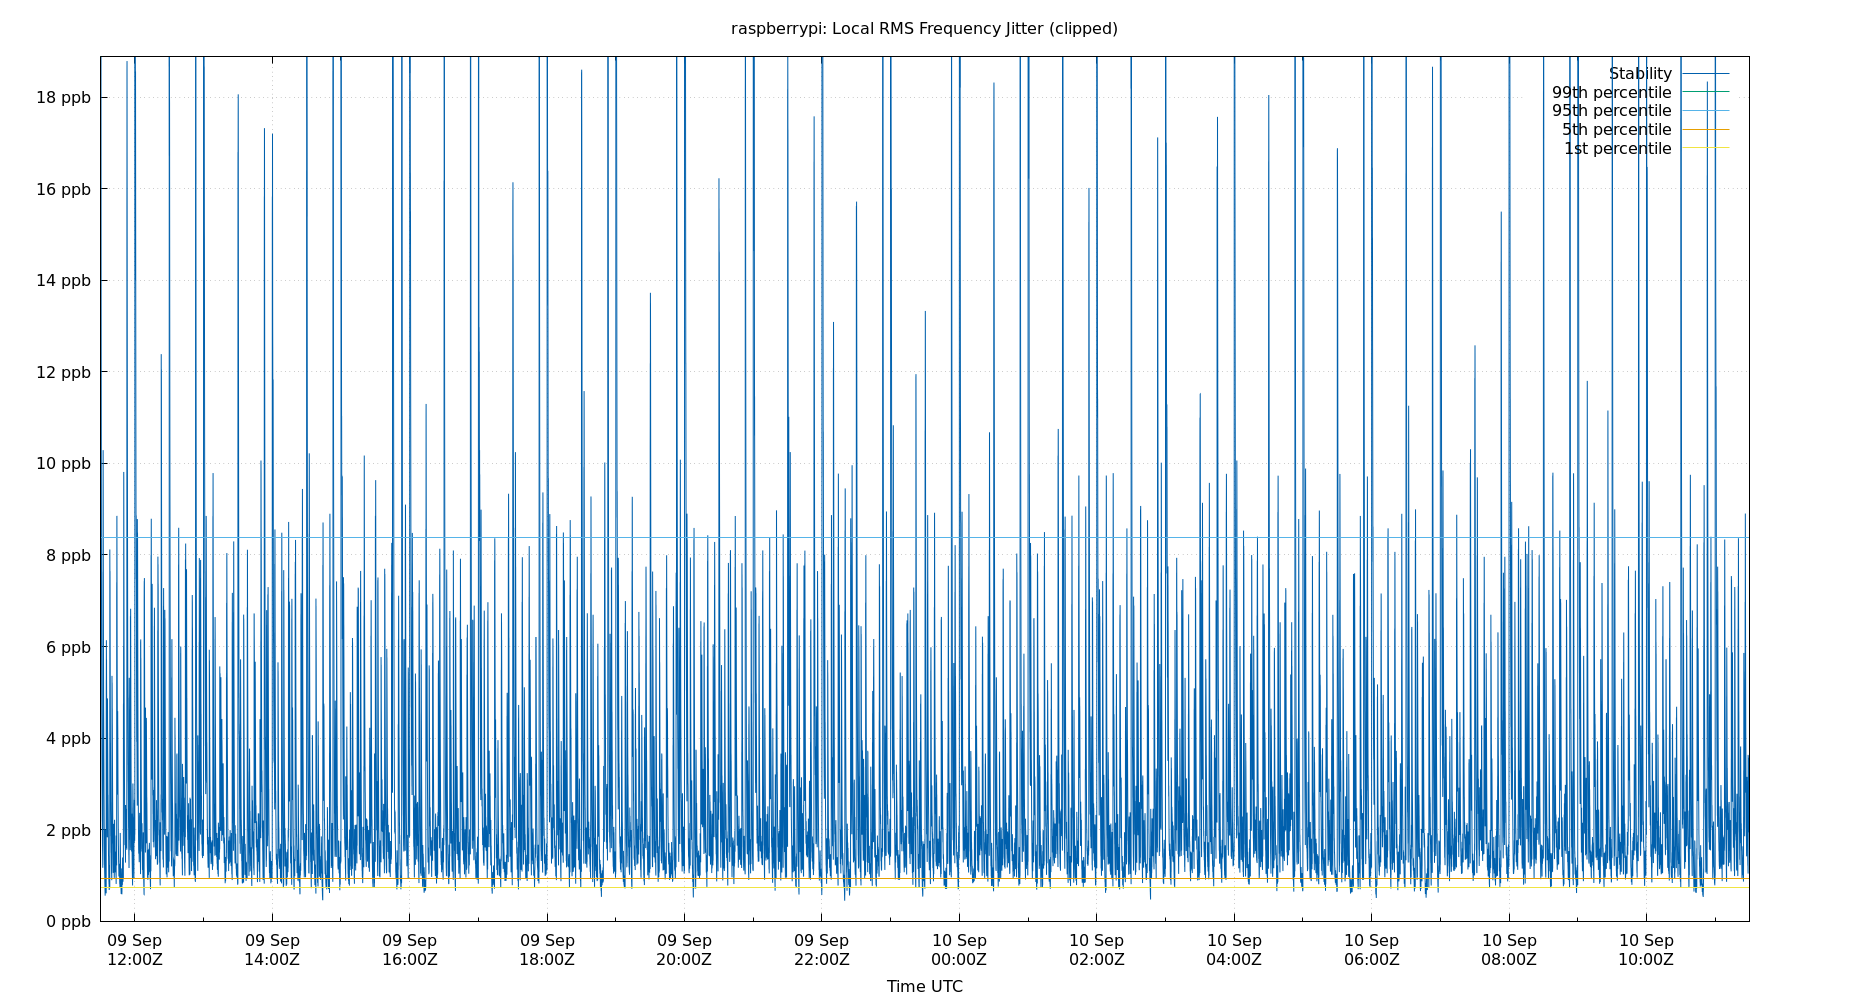 raspberrypi: Local RMS Frequency Jitter (clipped)
Stability
99th percentile
95th percentile
5th percentile
1st percentile
18 ppb
16 ppb
14 ppb
12 ppb
10 ppb
8 ppb
6 ppb
4 ppb
2 ppb
0 ppb
09 Sep 09 Sep 09 Sep 09 Sep 09 Sep 09 Sep 10 Sep 10 Sep 10 Sep 10 Sep 10 Sep 10 Sep
12:00Z 14:00Z 16:00Z 18:00Z 20:00Z 22:00Z 00:00Z 02:00Z 04:00Z 06:00Z 08:00Z 10:00Z
Time UTC